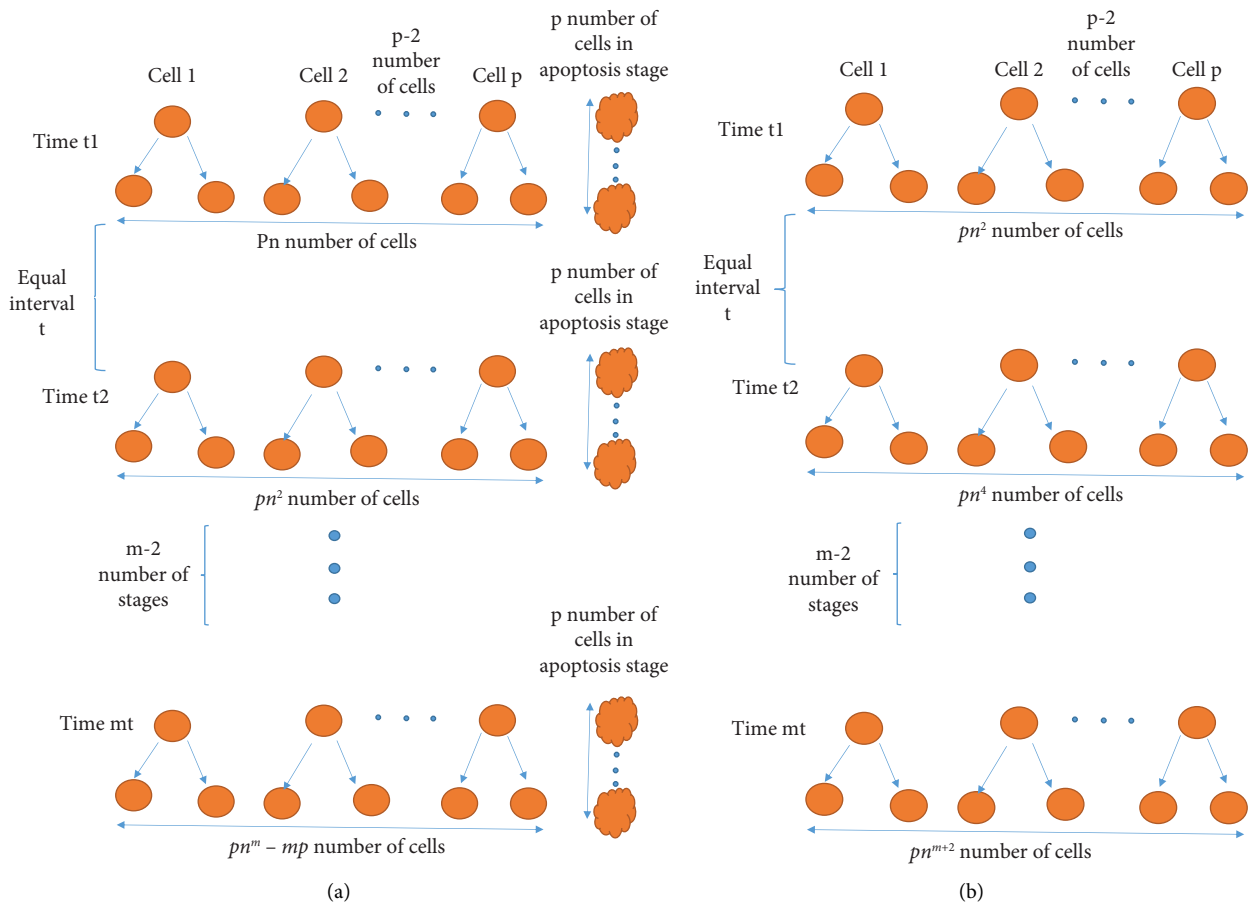 p-2
number
of cells
Cell 1
Cell 2
Cell p
p number of
cells in
apoptosis stage
Time t1
Pn number of cells
Equal
interval
t
p number of
cells in
apoptosis stage
Time t2
pn² number of cells
m-2
number of
stages
p number of
cells in
apoptosis stage
Time mt
pnᵐ – mp number of cells
(a)
p-2
number
of cells
Cell 1
Cell 2
Cell p
Time t1
pn² number of cells
Equal
interval
t
Time t2
pn⁴ number of cells
m-2
number of
stages
Time mt
pnᵐ⁺² number of cells
(b)